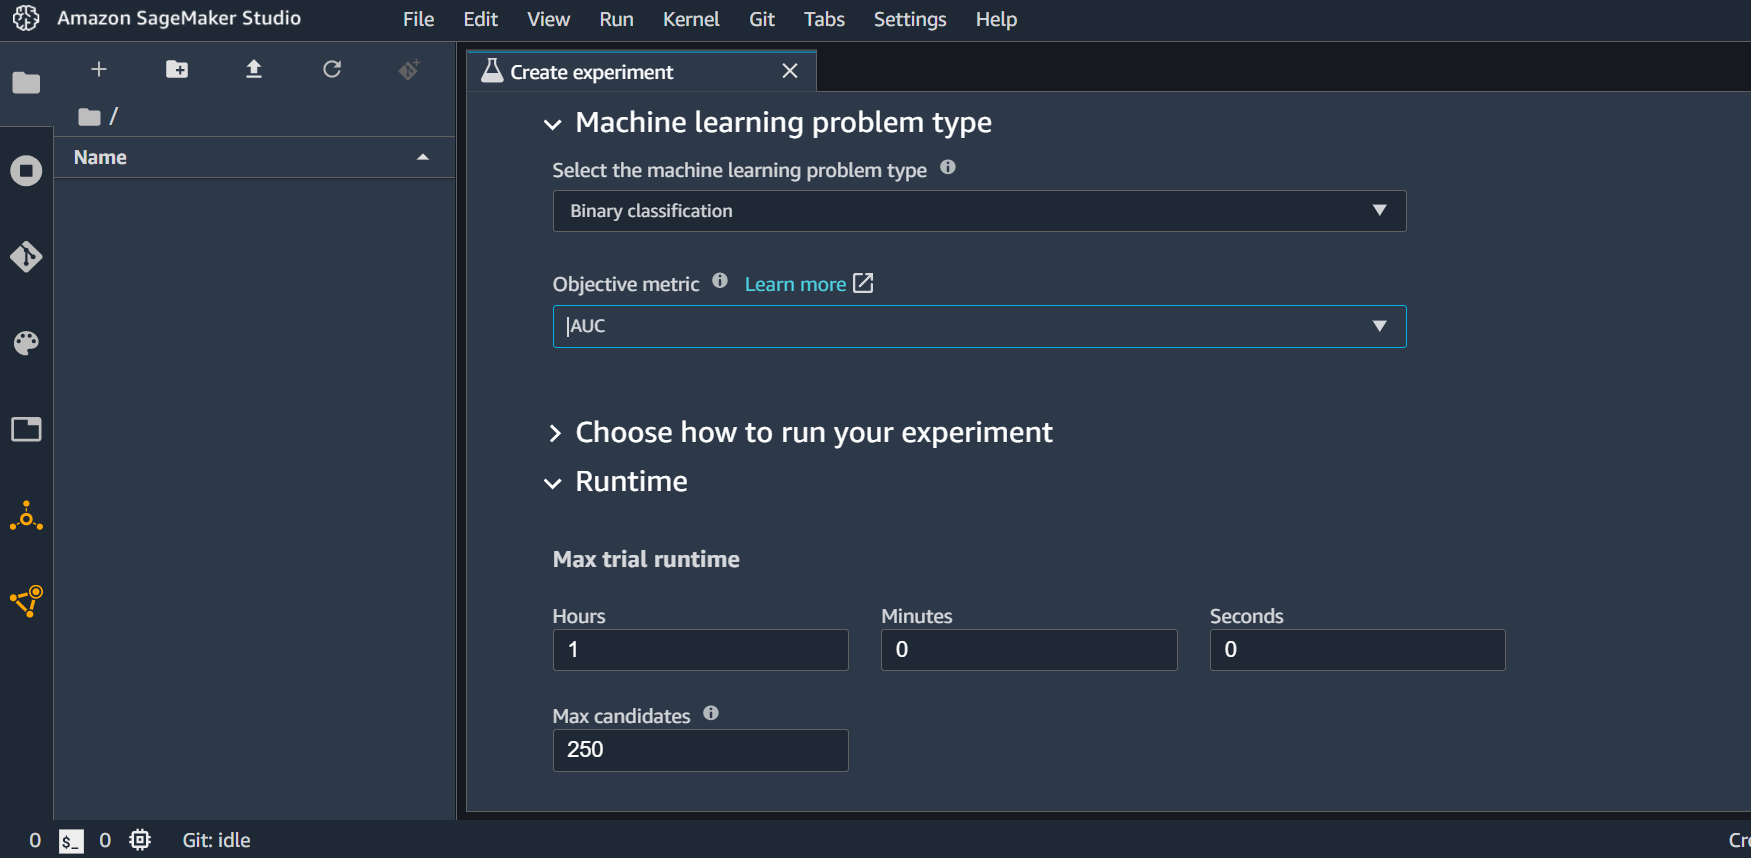 Amazon SageMaker Studio File Edit View Run Kernel Git Tabs Settings Help
Create experiment
/
Name
Machine learning problem type
Select the machine learning problem type
Binary classification
Objective metric Learn more
AUC
Choose how to run your experiment
Runtime
Max trial runtime
Hours Minutes Seconds
1 0 0
Max candidates
250
0 $_ 0 Git: idle